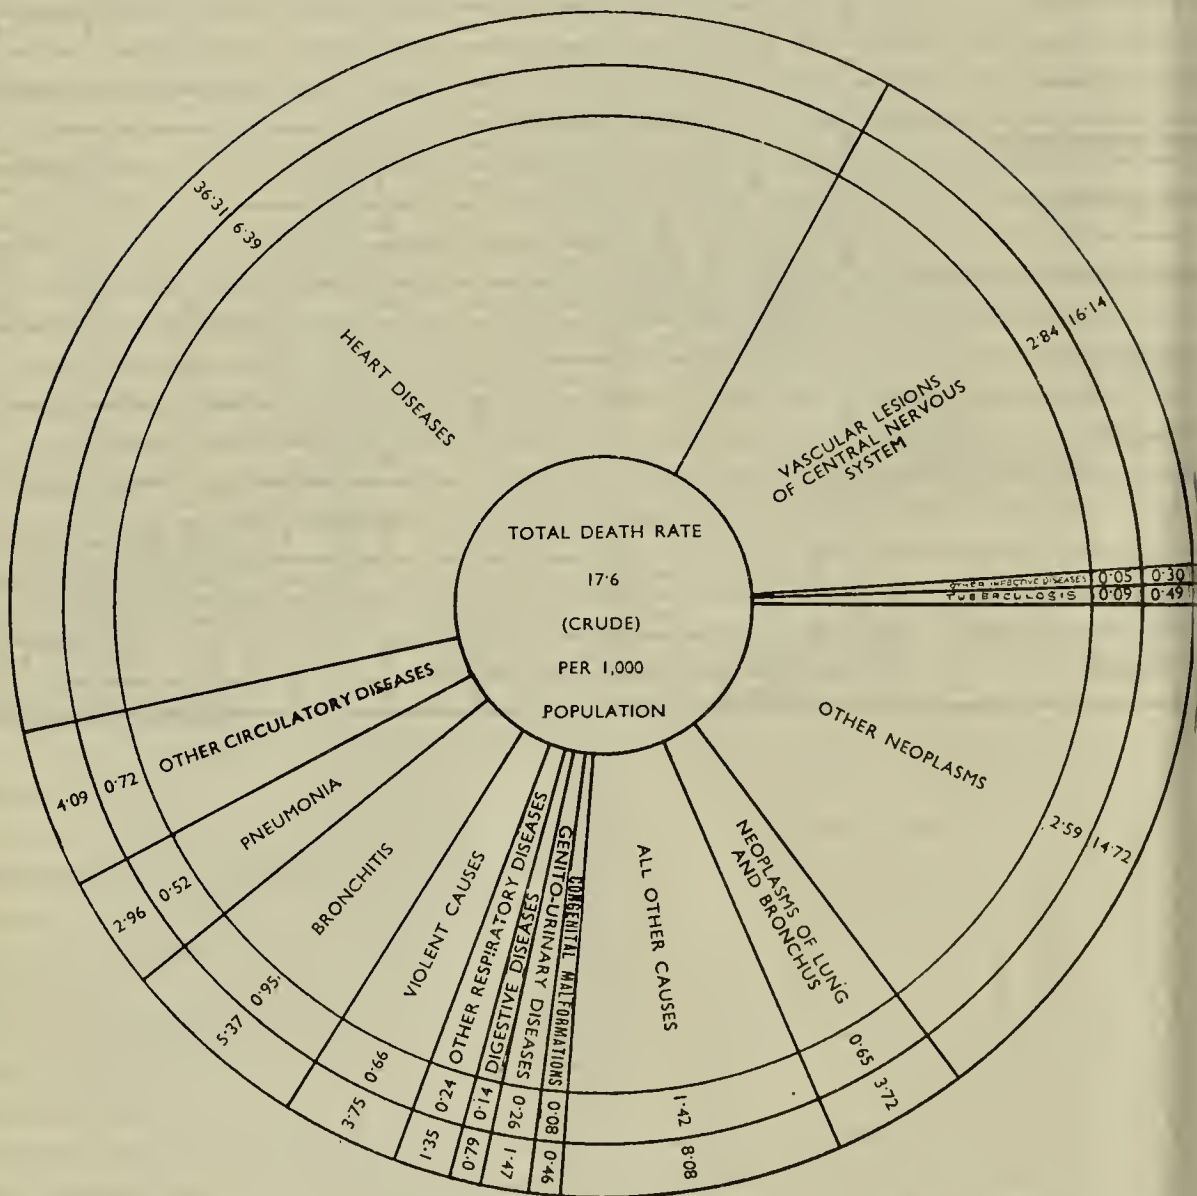 TOTAL DEATH RATE
17·6
(CRUDE)
PER 1,000
POPULATION
HEART DISEASES
6·39
36·31
VASCULAR LESIONS
OF CENTRAL NERVOUS
SYSTEM
2·84
16·14
OTHER INFECTIVE DISEASES
0·05
0·30
TUBERCULOSIS
0·09
0·49
OTHER NEOPLASMS
2·59
14·72
NEOPLASMS OF LUNG
AND BRONCHUS
0·65
3·72
ALL OTHER CAUSES
1·42
8·08
CONGENITAL MALFORMATIONS
0·08
0·46
GENITO-URINARY DISEASES
0·26
1·47
DIGESTIVE DISEASES
0·14
0·79
OTHER RESPIRATORY DISEASES
0·24
1·35
VIOLENT CAUSES
0·66
3·75
BRONCHITIS
0·95
5·37
PNEUMONIA
0·52
2·96
OTHER CIRCULATORY DISEASES
0·72
4·09